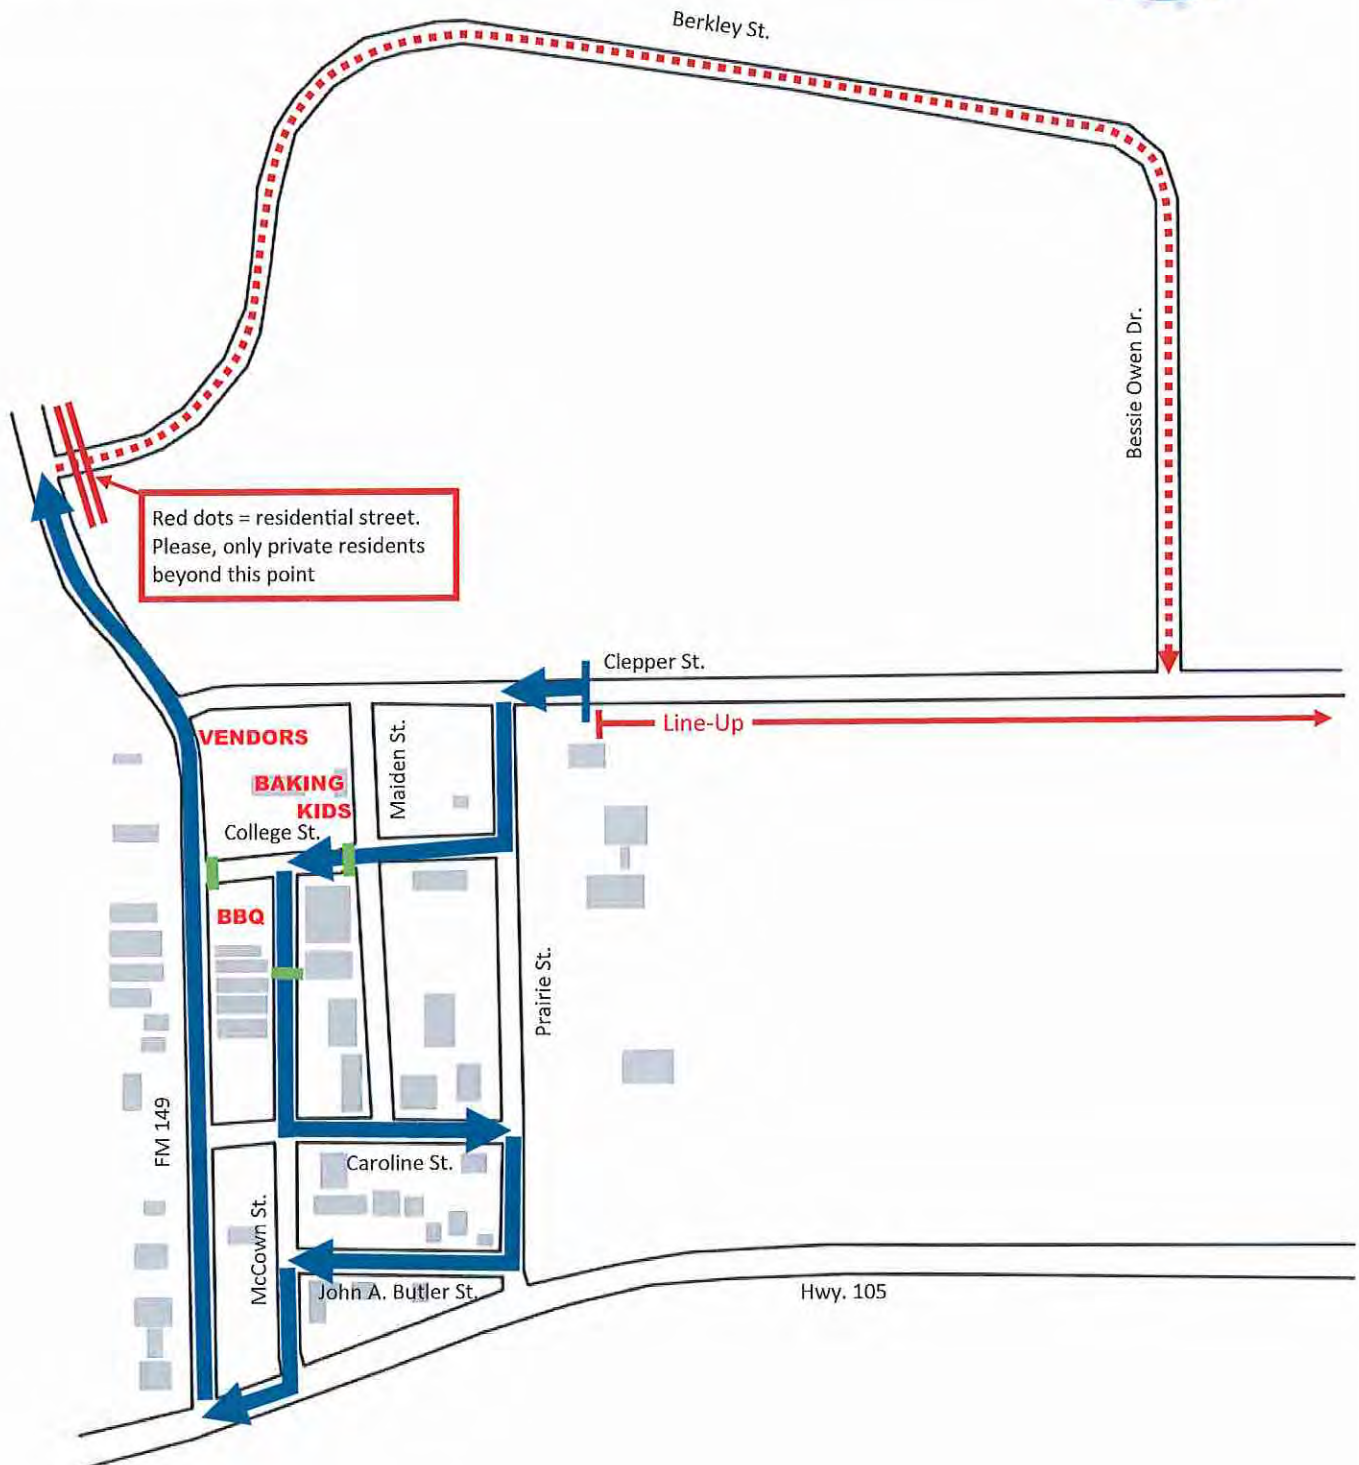 Berkley St.
Bessie Owen Dr.
Red dots = residential street.
Please, only private residents
beyond this point
Clepper St.
Line-Up
VENDORS
Maiden St.
BAKING
KIDS
College St.
BBQ
Prairie St.
FM 149
Caroline St.
McCown St.
John A. Butler St.
Hwy. 105